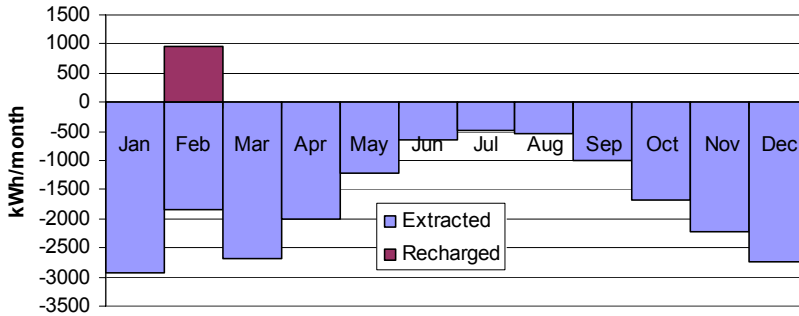 1500
1000
500
0
-500
-1000
-1500
-2000
-2500
-3000
-3500
kWh/month
Jan Feb Mar Apr May Jun Jul Aug Sep Oct Nov Dec
Extracted
Recharged